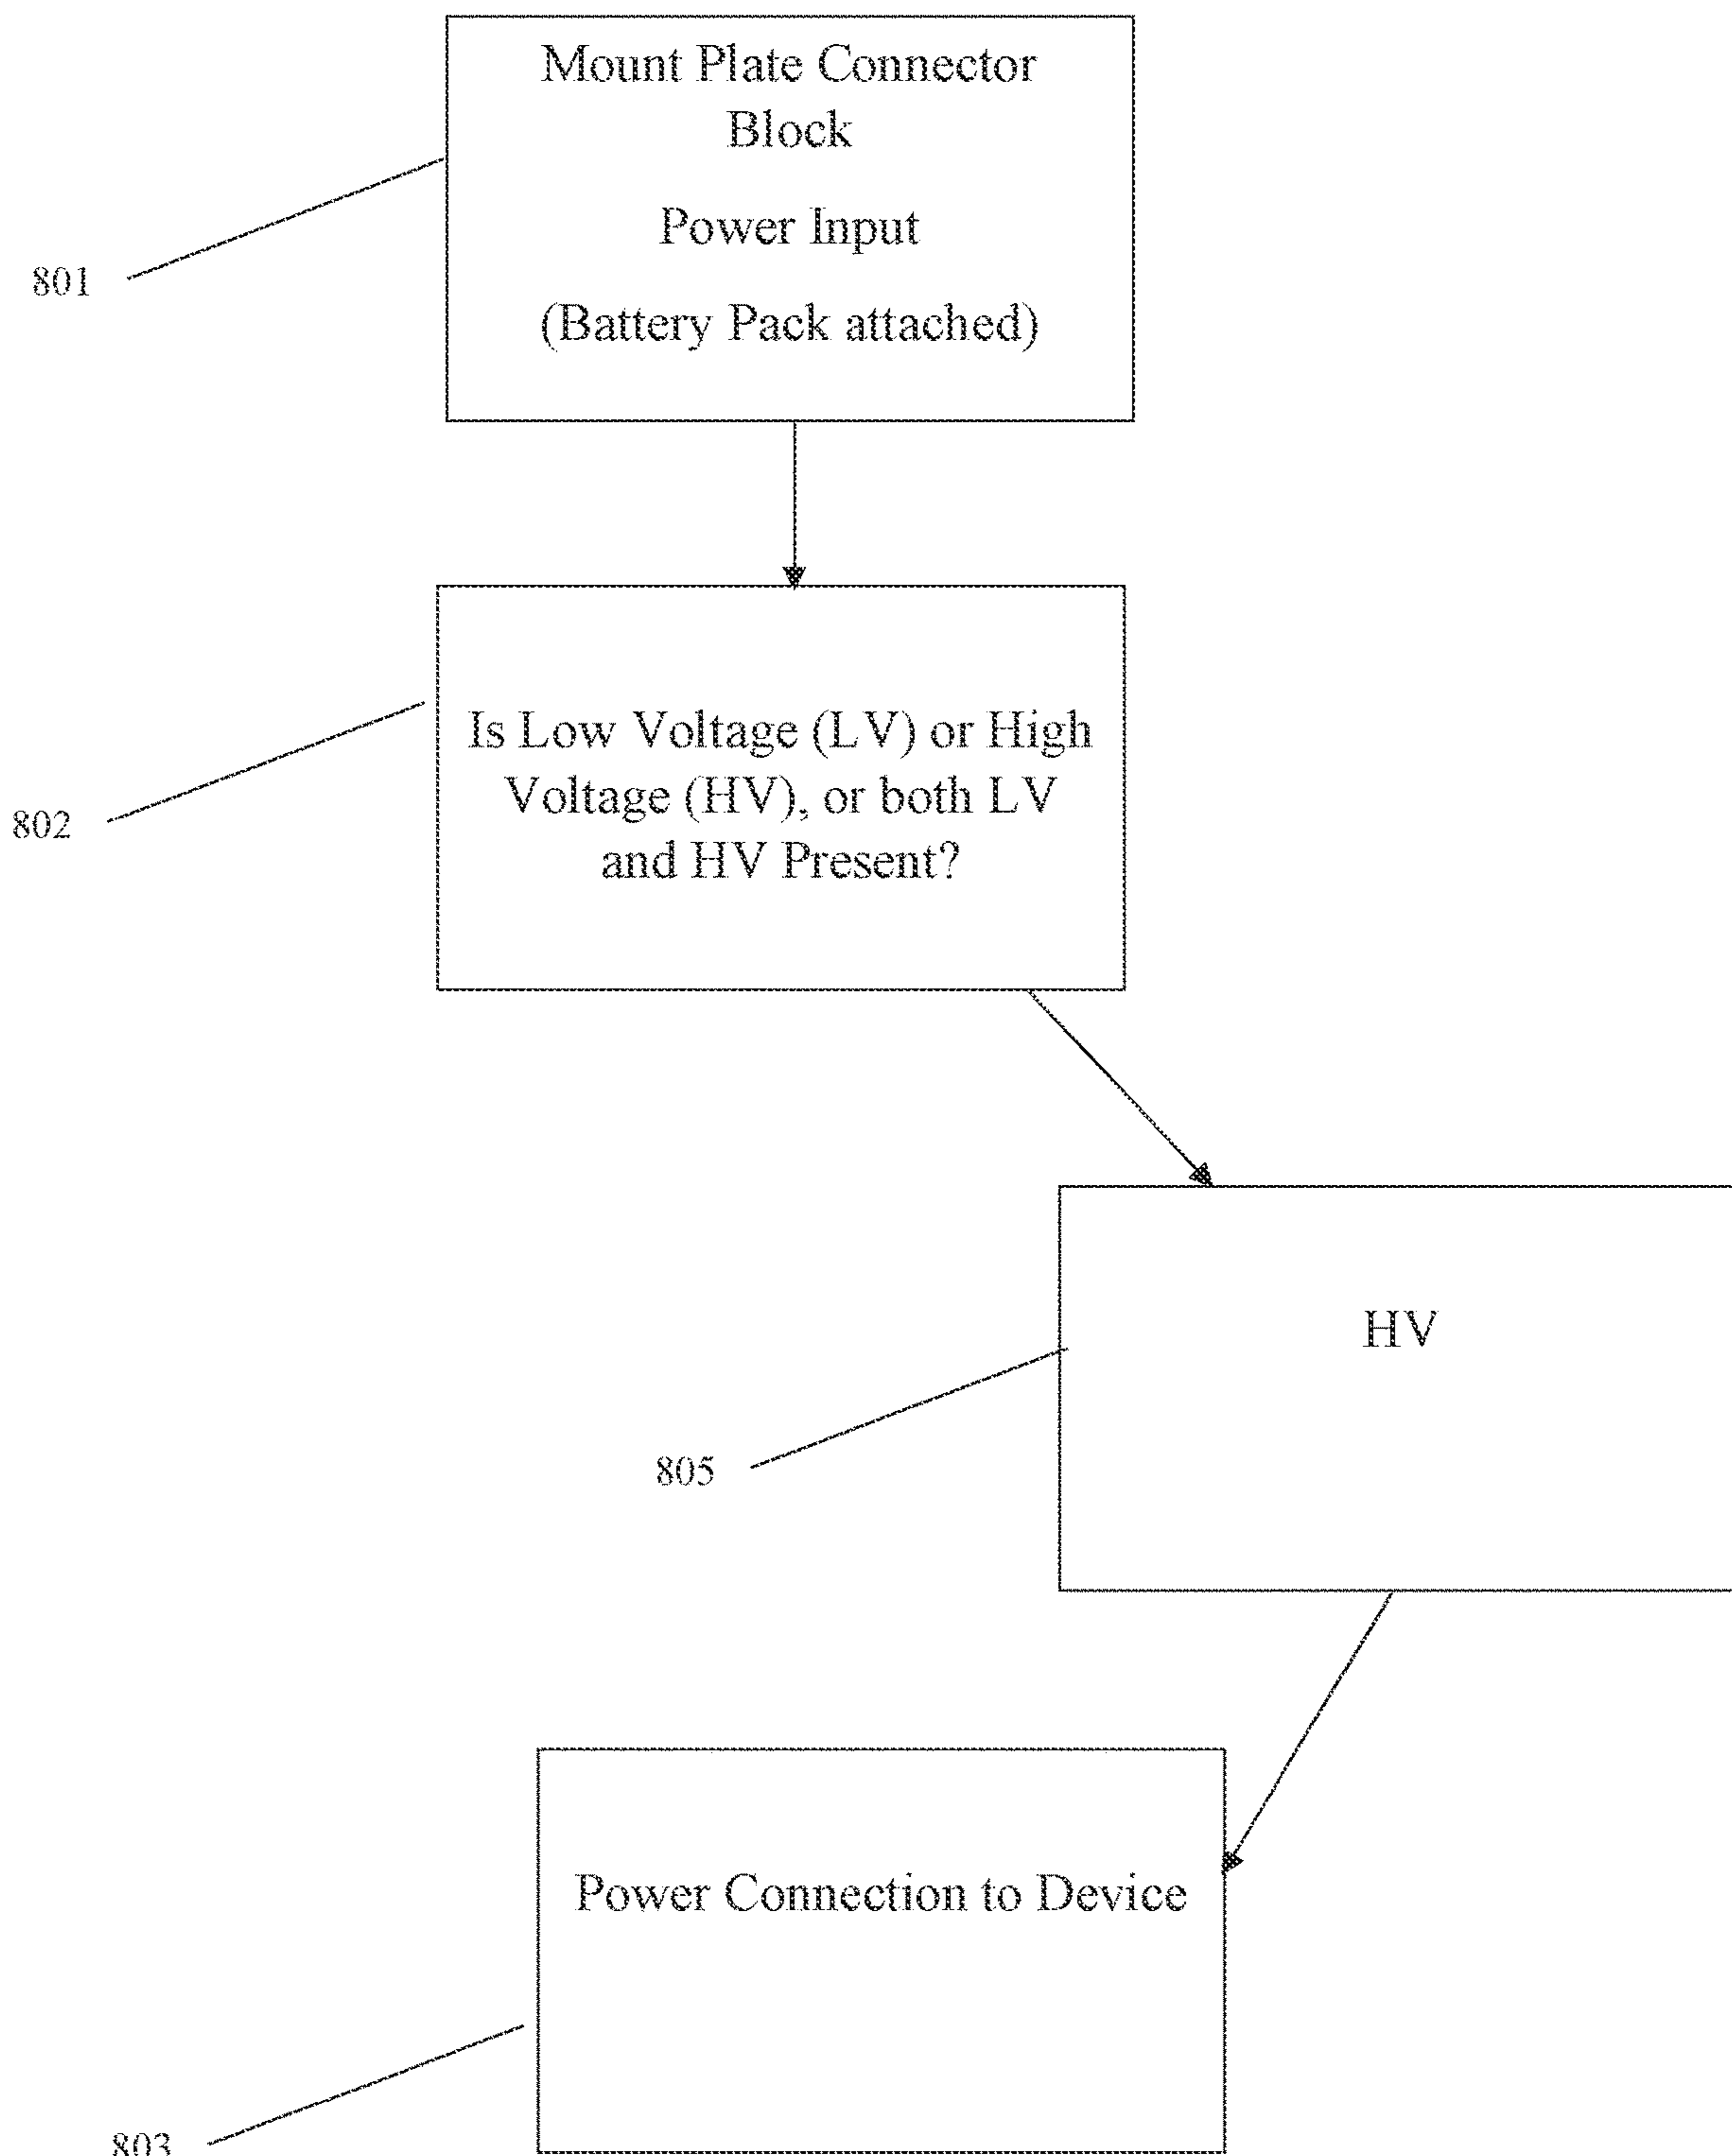 Mount Plate Connector
Block
Power Input
(Battery Pack attached)
801
Is Low Voltage (LV) or High
Voltage (HV), or both LV
and HV Present?
802
HV
805
Power Connection to Device
803